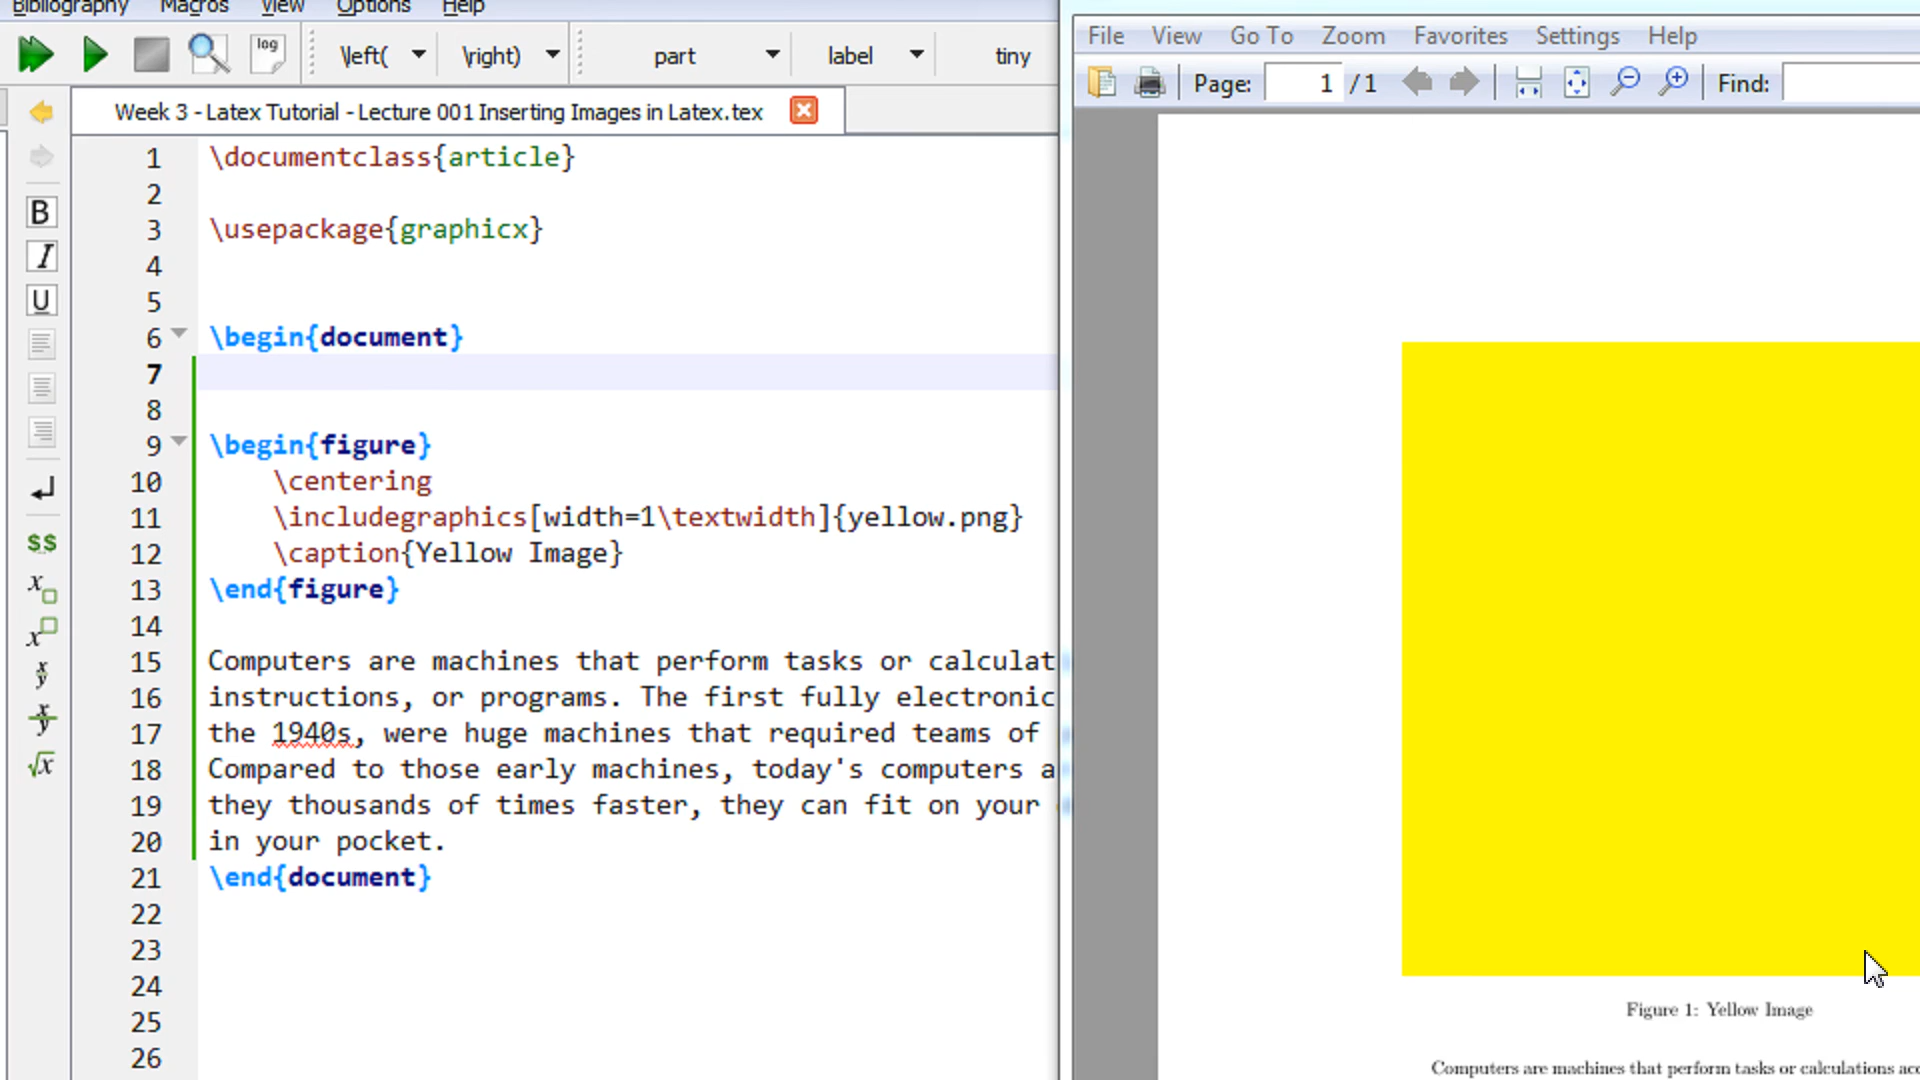 Bibliography Macros View Options Help
log \left( \right) part label tiny
Week 3 - Latex Tutorial - Lecture 001 Inserting Images in Latex.tex
B
I
U
$$
x
x
x
y
x
y
√x
1 \documentclass{article}
2
3 \usepackage{graphicx}
4
5
6 \begin{document}
7
8
9 \begin{figure}
10 \centering
11 \includegraphics[width=1\textwidth]{yellow.png}
12 \caption{Yellow Image}
13 \end{figure}
14
15 Computers are machines that perform tasks or calculat
16 instructions, or programs. The first fully electronic
17 the 1940s, were huge machines that required teams of
18 Compared to those early machines, today's computers a
19 they thousands of times faster, they can fit on your
20 in your pocket.
21 \end{document}
22
23
24
25
26
File View Go To Zoom Favorites Settings Help
Page: 1 / 1 Find:
Figure 1: Yellow Image
Computers are machines that perform tasks or calculations acc